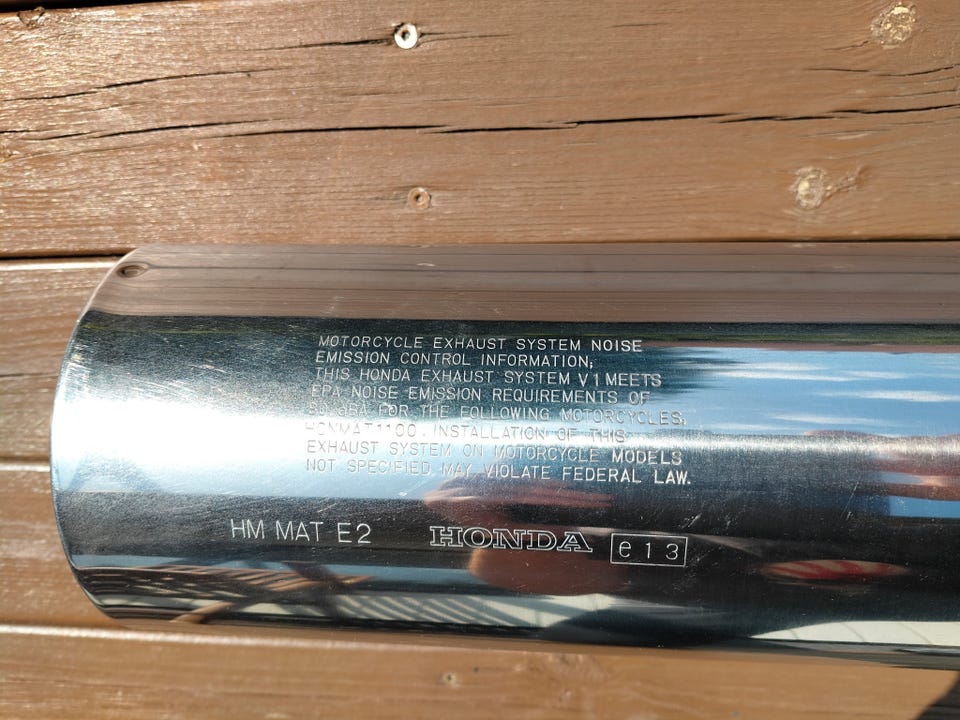 MOTORCYCLE EXHAUST SYSTEM NOISE
EMISSION CONTROL INFORMATION;
THIS HONDA EXHAUST SYSTEM V1 MEETS
EPA NOISE EMISSION REQUIREMENTS OF
FOR THE FOLLOWING MOTORCYCLES;
HONMAT1100. INSTALLATION OF THIS
EXHAUST SYSTEM ON MOTORCYCLE MODELS
NOT SPECIFIED MAY VIOLATE FEDERAL LAW.
HM MAT E2 HONDA e13